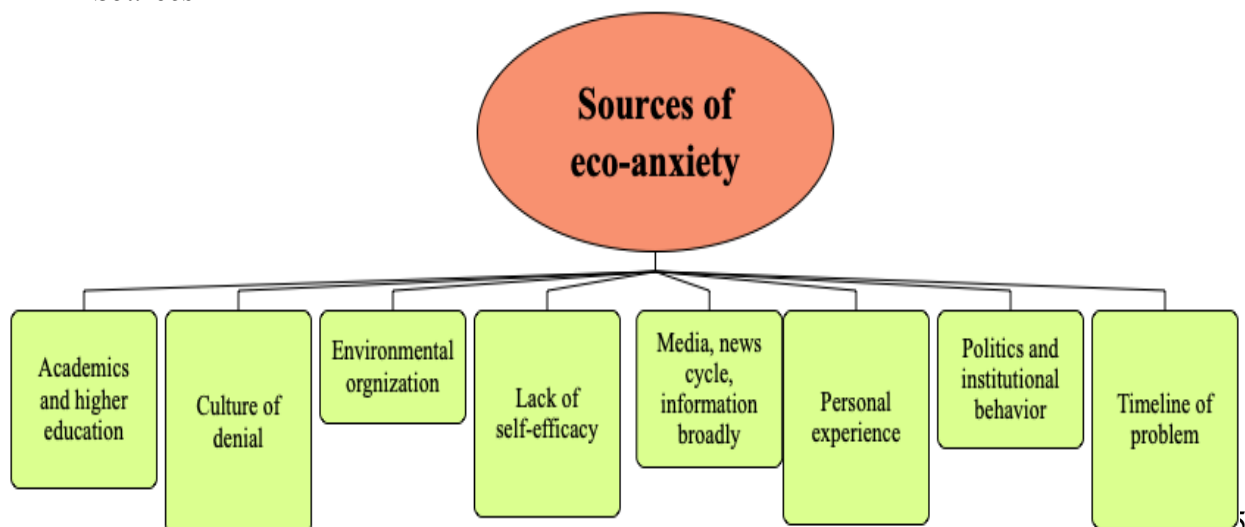 Sources of
eco-anxiety
Academics
and higher
education
Culture of
denial
Environmental
orgnization
Lack of
self-efficacy
Media, news
cycle,
information
broadly
Personal
experience
Politics and
institutional
behavior
Timeline of
problem